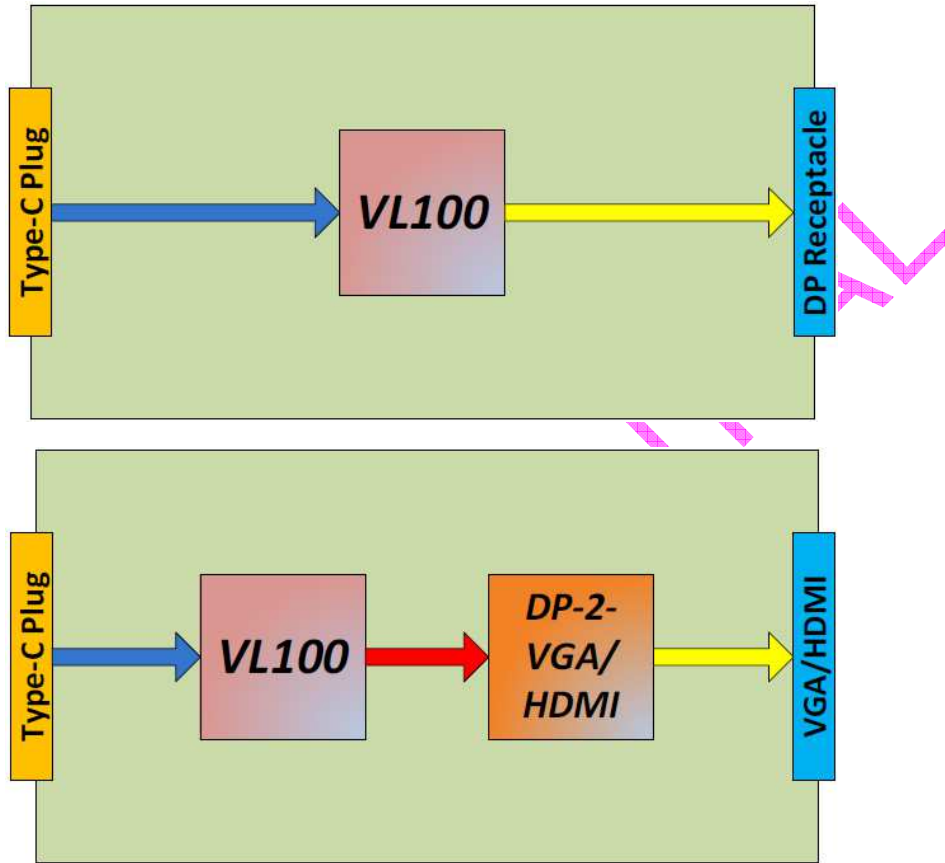 Type-C Plug
VL100
DP Receptacle
Type-C Plug
VL100
DP-2-
VGA/
HDMI
VGA/HDMI